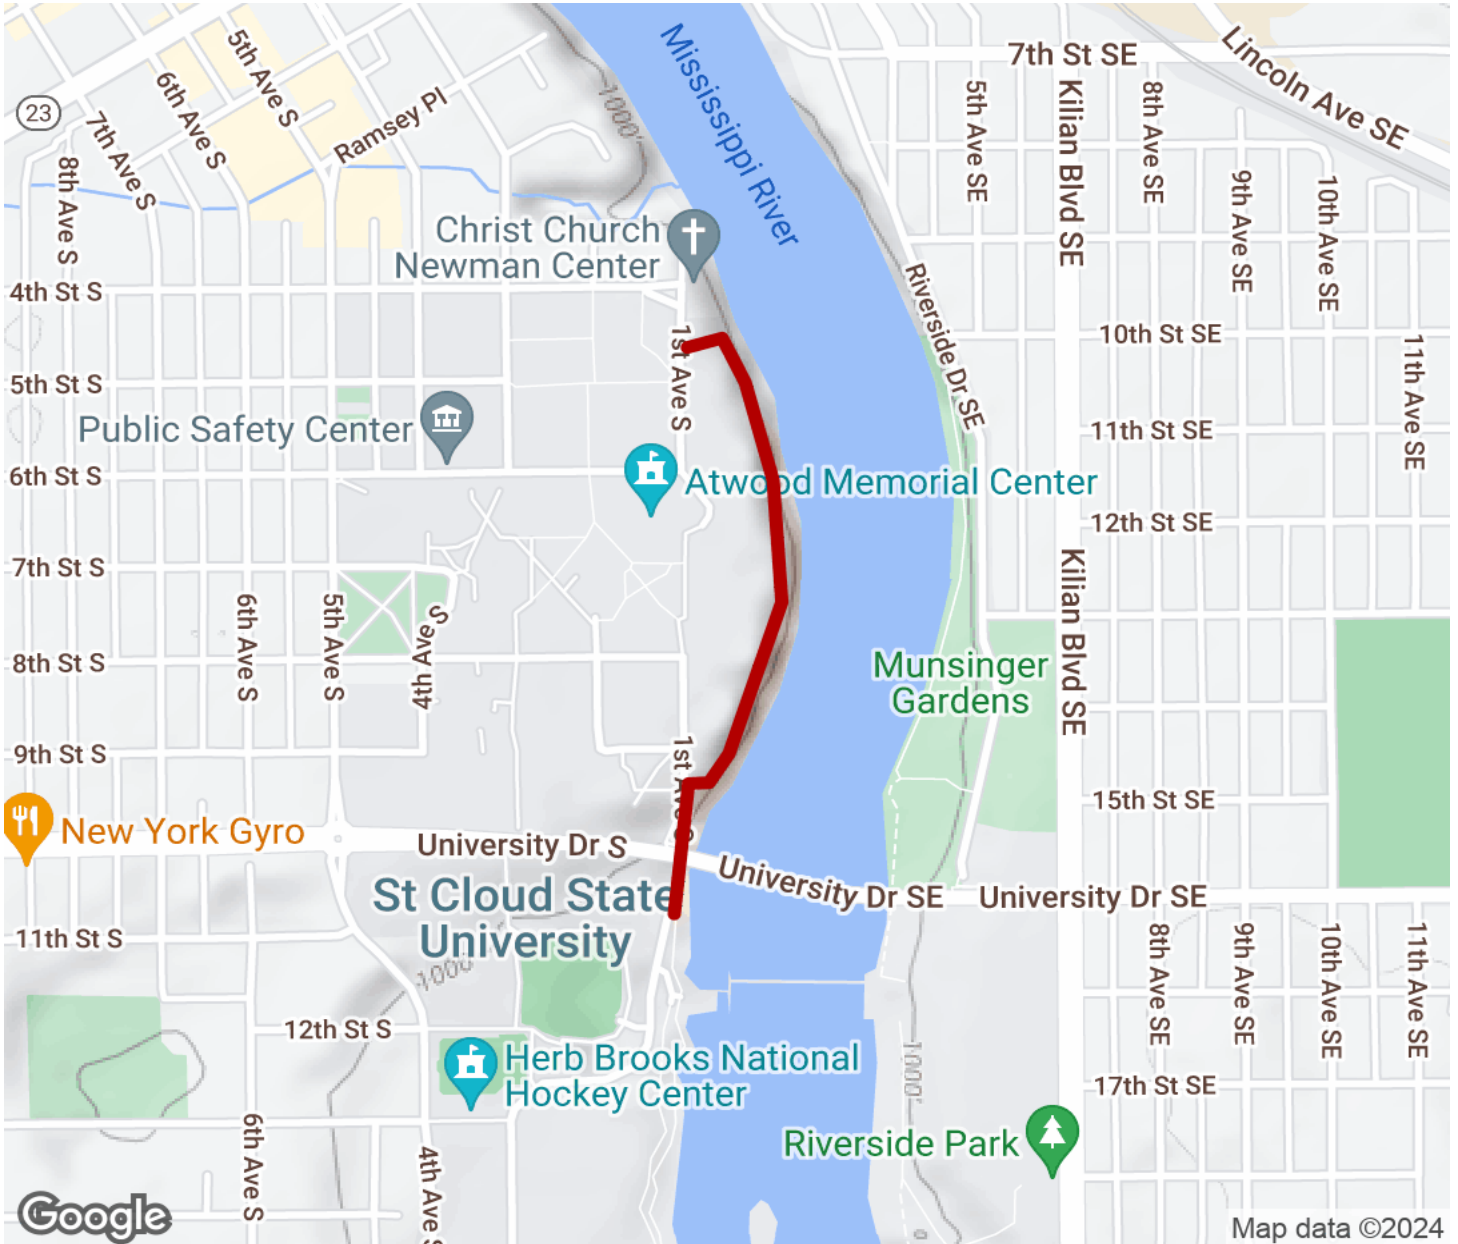 7th St SE
Lincoln Ave SE
Mississippi River
5th Ave S
6th Ave S
7th Ave S
8th Ave S
23
Ramsey Pl
1000'
5th Ave SE
Kilian Blvd SE
8th Ave SE
9th Ave SE
10th Ave SE
Christ Church
Newman Center
4th St S
Riverside Dr SE
10th St SE
11th Ave SE
1st Ave S
5th St S
Public Safety Center
11th St SE
6th St S
Atwood Memorial Center
12th St SE
7th St S
6th Ave S
5th Ave S
4th Ave S
Kilian Blvd SE
8th St S
Munsinger
Gardens
9th St S
1st Ave S
15th St SE
New York Gyro
University Dr S
University Dr SE
University Dr SE
St Cloud State
University
11th St S
1000'
8th Ave SE
9th Ave SE
10th Ave SE
11th Ave SE
12th St S
Herb Brooks National
Hockey Center
1000'
17th St SE
6th Ave S
4th Ave S
Riverside Park
Google
Map data ©2024